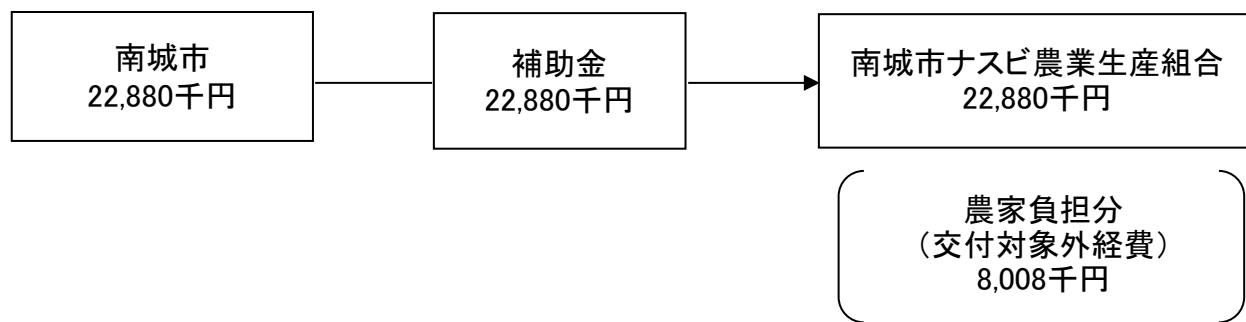 南城市
22,880千円
補助金
22,880千円
南城市ナスビ農業生産組合
22,880千円
農家負担分
（交付対象外経費）
8,008千円